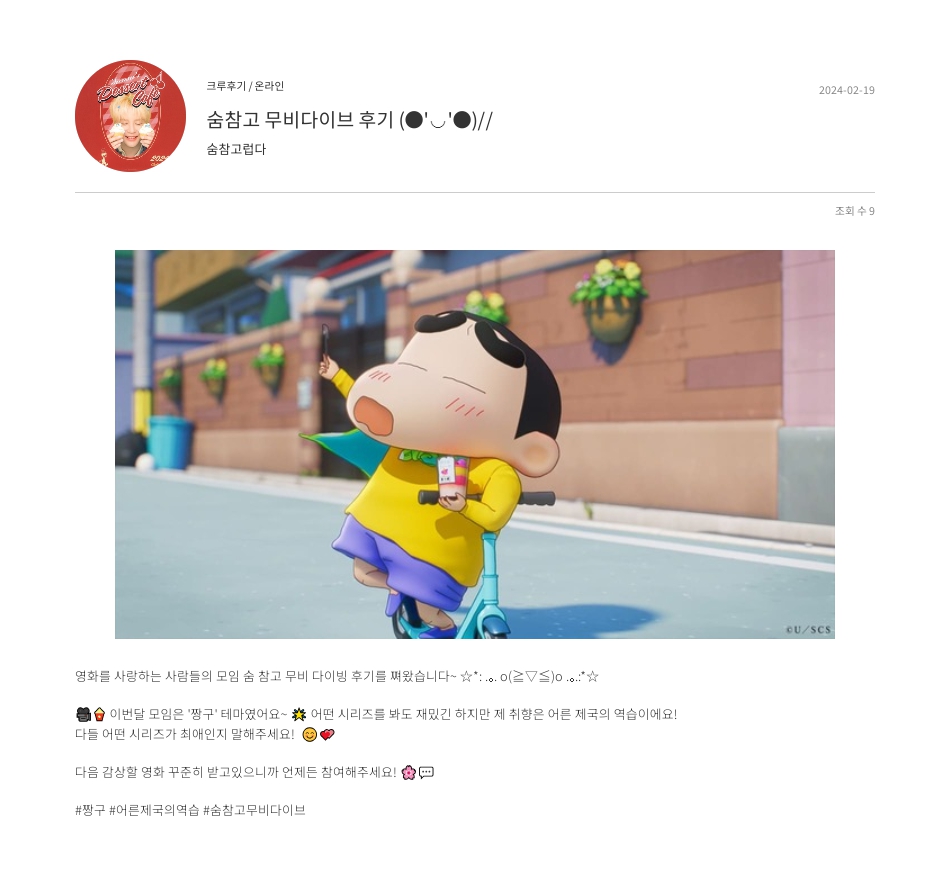 Dessert
Cafe
2024
크루후기 / 온라인
2024-02-19
숨참고 무비다이브 후기 (●'◡'●)//
숨참고럽다
조회 수 9
©U/SCS
영화를 사랑하는 사람들의 모임 숨 참고 무비 다이빙 후기를 쪄왔습니다~ ☆*: .｡. o(≧▽≦)o .｡.:*☆
🎥🍿 이번달 모임은 '짱구' 테마였어요~ 💥 어떤 시리즈를 봐도 재밌긴 하지만 제 취향은 어른 제국의 역습이에요!
다들 어떤 시리즈가 최애인지 말해주세요! 😊💕
다음 감상할 영화 꾸준히 받고있으니까 언제든 참여해주세요! 🌸💬
#짱구 #어른제국의역습 #숨참고무비다이브